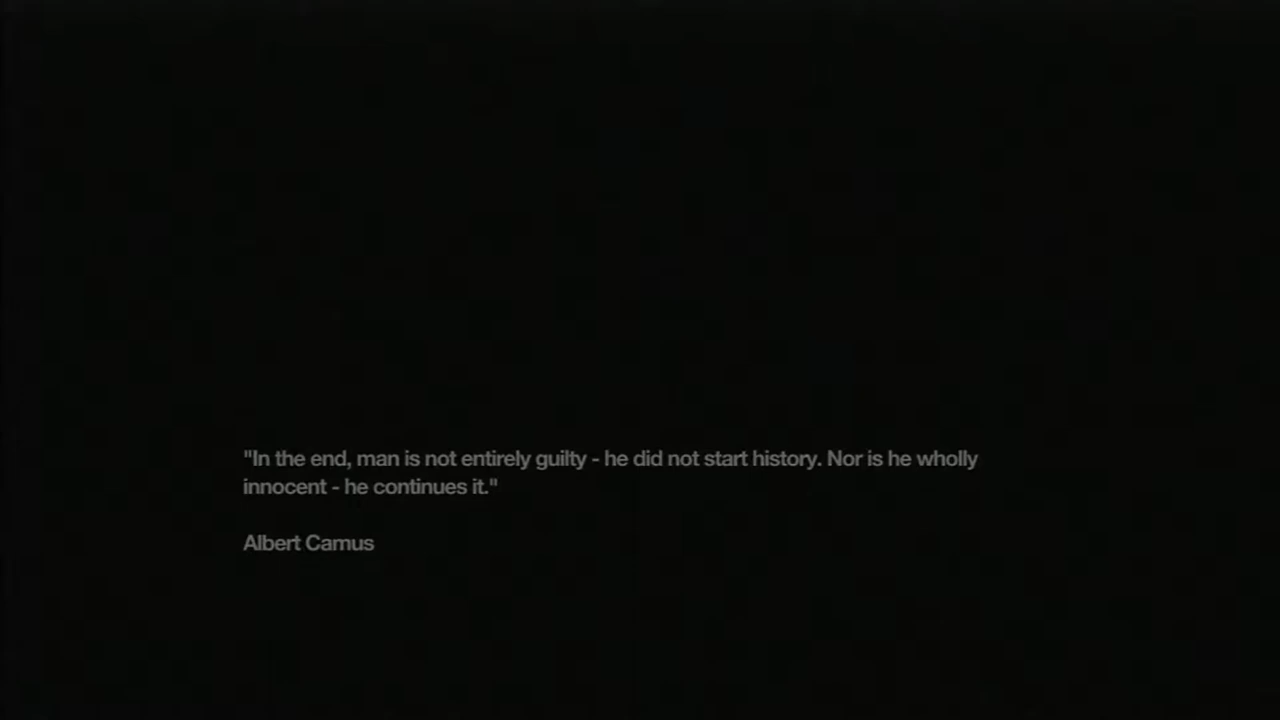 "In the end, man is not entirely guilty - he did not start history. Nor is he wholly
innocent - he continues it."
Albert Camus